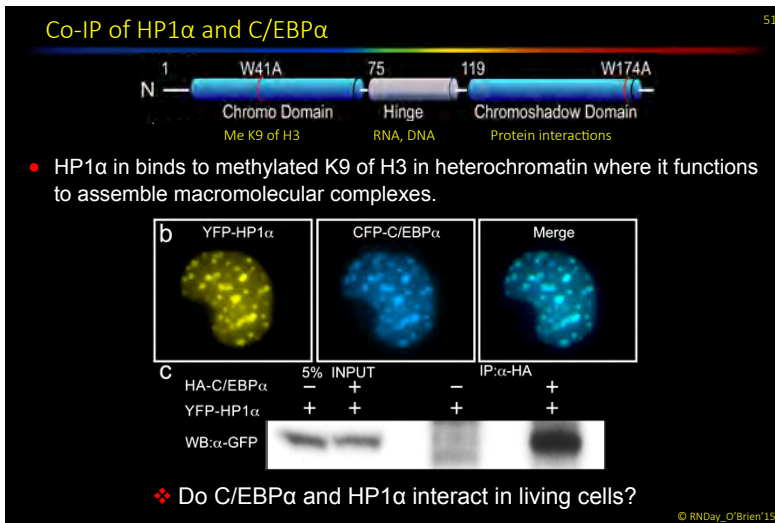 Co-IP of HP1α and C/EBPα
51
1 W41A 75 119 W174A
N
Chromo Domain Hinge Chromoshadow Domain
Me K9 of H3 RNA, DNA Protein interactions
• HP1α in binds to methylated K9 of H3 in heterochromatin where it functions
to assemble macromolecular complexes.
b YFP-HP1α CFP-C/EBPα Merge
c 5% INPUT IP:α-HA
HA-C/EBPα − + − +
YFP-HP1α + + + +
WB:α-GFP
❖ Do C/EBPα and HP1α interact in living cells?
© RNDay_O'Brien'15